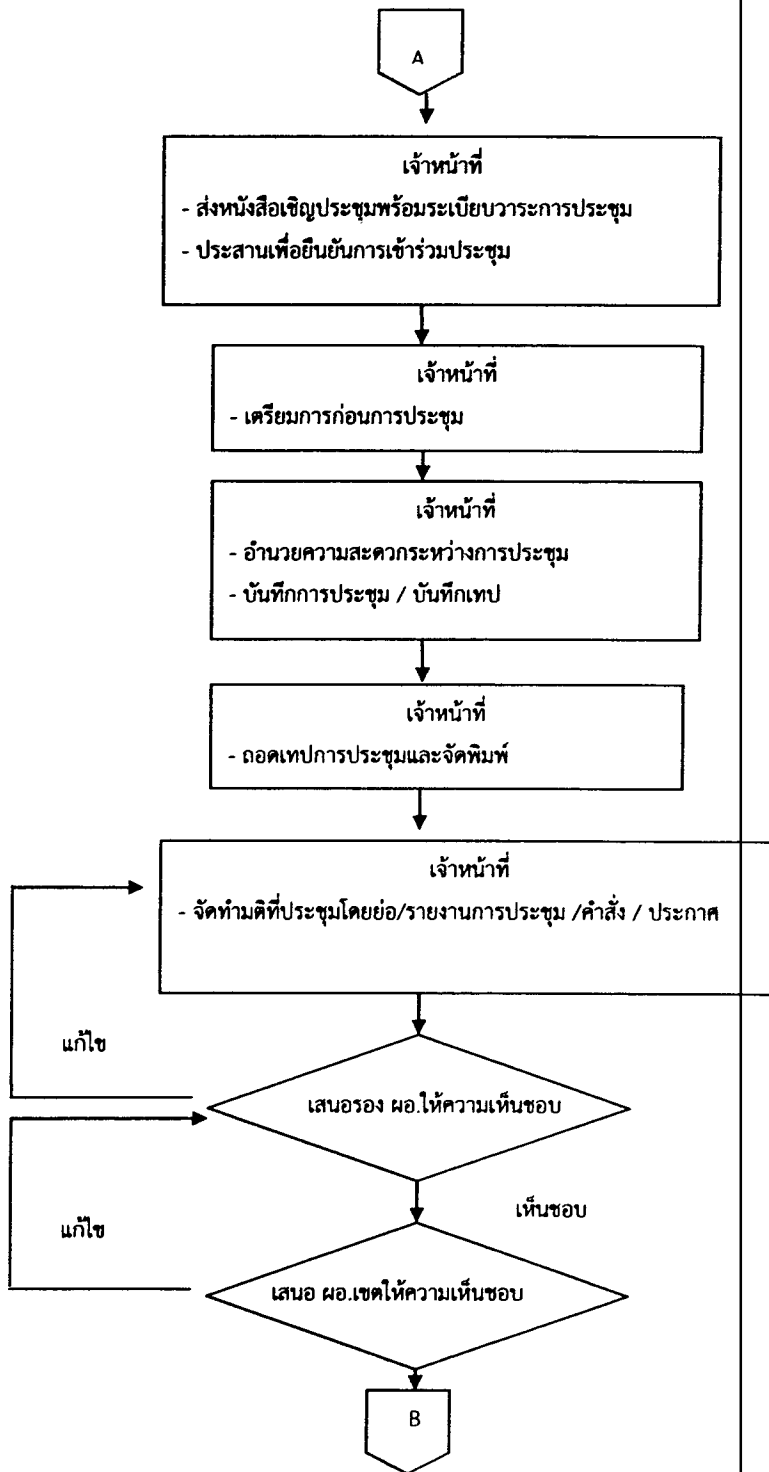 A
เจ้าหน้าที่
- ส่งหนังสือเชิญประชุมพร้อมระเบียบวาระการประชุม
- ประสานเพื่อยืนยันการเข้าร่วมประชุม
เจ้าหน้าที่
- เตรียมการก่อนการประชุม
เจ้าหน้าที่
- อำนวยความสะดวกระหว่างการประชุม
- บันทึกการประชุม / บันทึกเทป
เจ้าหน้าที่
- ถอดเทปการประชุมและจัดพิมพ์
เจ้าหน้าที่
- จัดทำมติที่ประชุมโดยย่อ/รายงานการประชุม /คำสั่ง / ประกาศ
แก้ไข
เสนอรอง ผอ.ให้ความเห็นชอบ
เห็นชอบ
แก้ไข
เสนอ ผอ.เขตให้ความเห็นชอบ
B